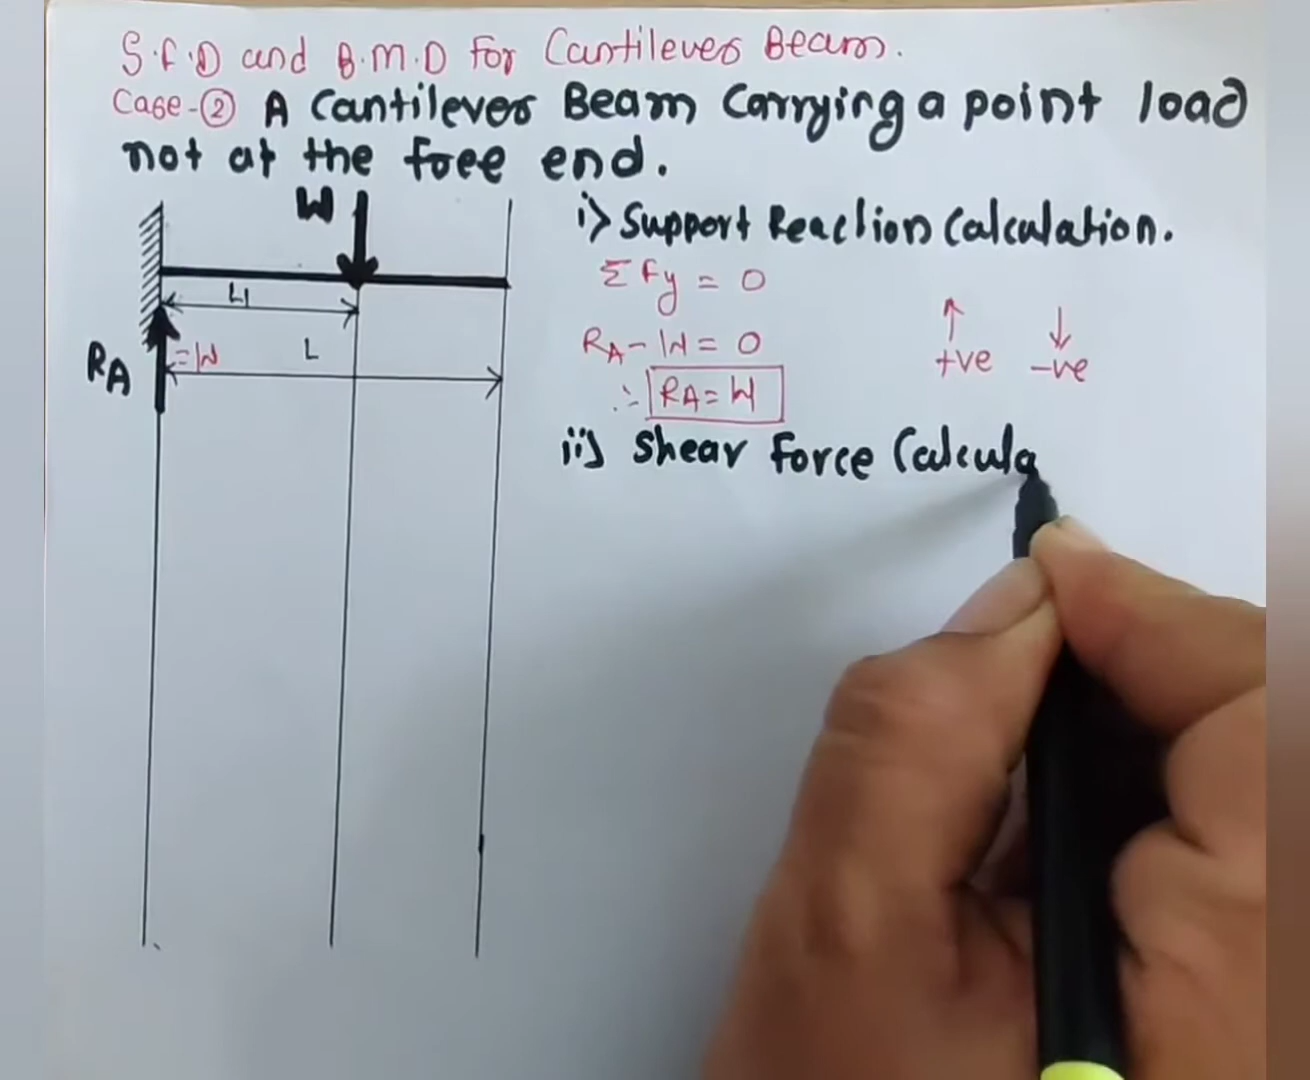 S.F.D and B.M.D For Cantilever Beam.
Case-② A Cantilever Beam Carrying a point load
not at the free end.
W
L1
L
RA =W
i> Support Reaction Calculation.
ΣFy = 0
RA - W = 0
∴ RA = W
↑ ↓
+ve -ve
ii> Shear Force Calcula